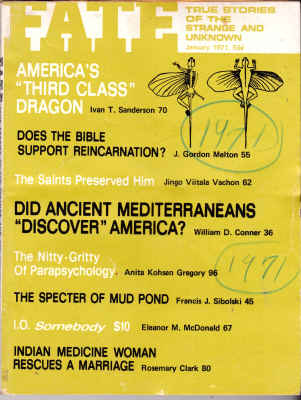 FATE
TRUE STORIES
OF THE
STRANGE AND
UNKNOWN
January 1971, 50¢
AMERICA'S
"THIRD CLASS"
DRAGON Ivan T. Sanderson 70
1971
DOES THE BIBLE
SUPPORT REINCARNATION? J. Gordon Melton 55
The Saints Preserved Him Jingo Viitala Vachon 62
DID ANCIENT MEDITERRANEANS
"DISCOVER" AMERICA? William D. Conner 36
The Nitty-Gritty
Of Parapsychology Anita Kohsen Gregory 96
1971
THE SPECTER OF MUD POND Francis J. Sibolski 45
I.O. Somebody $10 Eleanor M. McDonald 67
INDIAN MEDICINE WOMAN
RESCUES A MARRIAGE Rosemary Clark 80